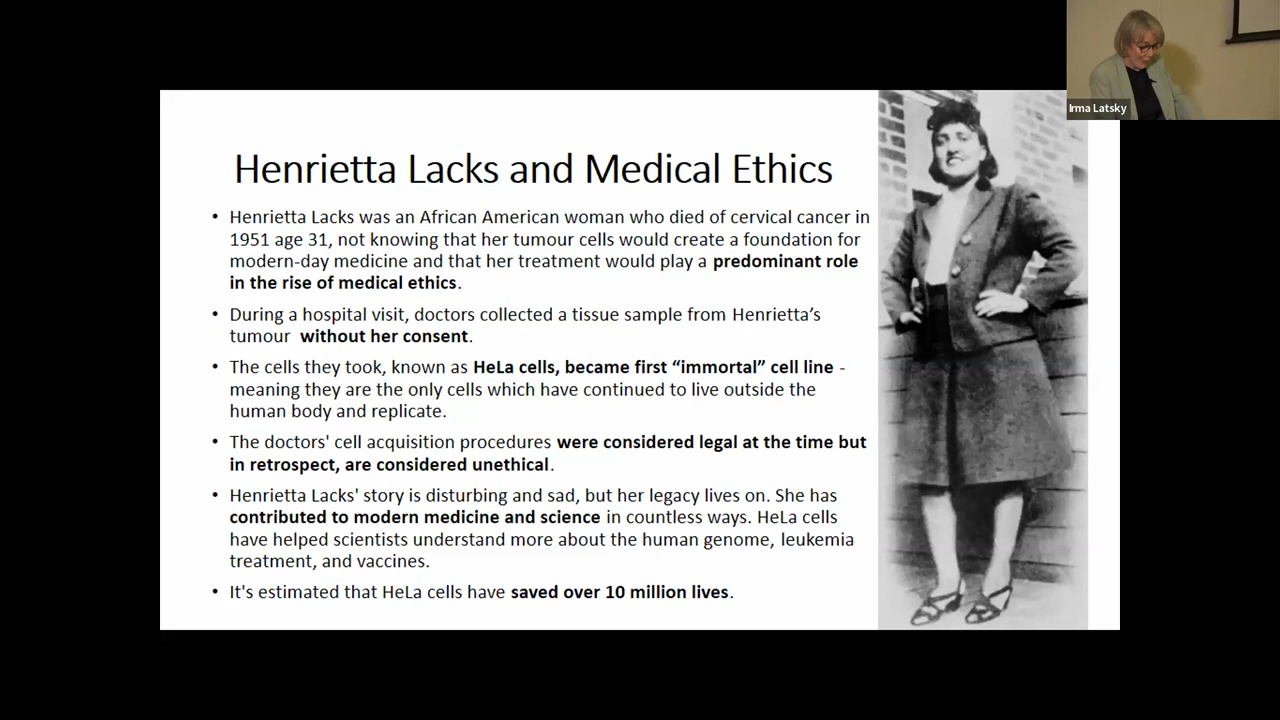 Irma Latsky
Henrietta Lacks and Medical Ethics
• Henrietta Lacks was an African American woman who died of cervical cancer in
1951 age 31, not knowing that her tumour cells would create a foundation for
modern-day medicine and that her treatment would play a predominant role
in the rise of medical ethics.
• During a hospital visit, doctors collected a tissue sample from Henrietta’s
tumour without her consent.
• The cells they took, known as HeLa cells, became first “immortal” cell line -
meaning they are the only cells which have continued to live outside the
human body and replicate.
• The doctors' cell acquisition procedures were considered legal at the time but
in retrospect, are considered unethical.
• Henrietta Lacks' story is disturbing and sad, but her legacy lives on. She has
contributed to modern medicine and science in countless ways. HeLa cells
have helped scientists understand more about the human genome, leukemia
treatment, and vaccines.
• It's estimated that HeLa cells have saved over 10 million lives.